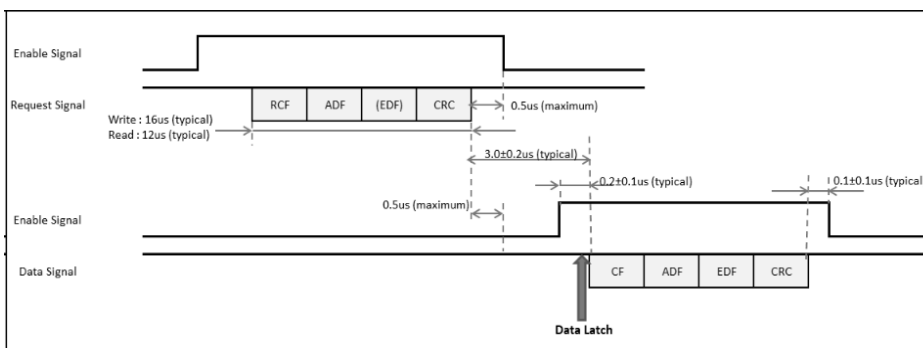 Enable Signal
Request Signal
RCF
ADF
(EDF)
CRC
0.5us (maximum)
Write : 16us (typical)
Read : 12us (typical)
3.0±0.2us (typical)
0.2±0.1us (typical)
0.1±0.1us (typical)
0.5us (maximum)
Enable Signal
Data Signal
CF
ADF
EDF
CRC
Data Latch